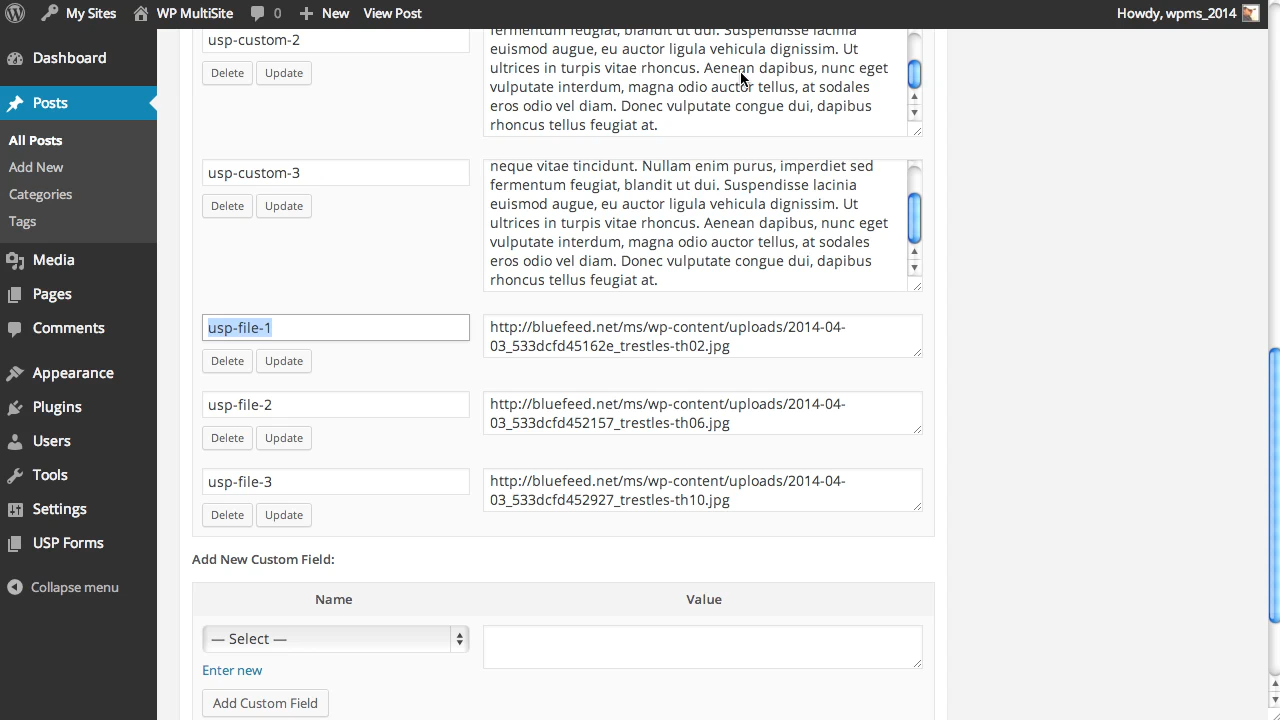 My Sites WP MultiSite 0 + New View Post Howdy, wpms_2014
Dashboard
Posts
All Posts
Add New
Categories
Tags
Media
Pages
Comments
Appearance
Plugins
Users
Tools
Settings
USP Forms
Collapse menu
usp-custom-2
Delete Update
fermentum feugiat, blandit ut dui. Suspendisse lacinia
euismod augue, eu auctor ligula vehicula dignissim. Ut
ultrices in turpis vitae rhoncus. Aenean dapibus, nunc eget
vulputate interdum, magna odio auctor tellus, at sodales
eros odio vel diam. Donec vulputate congue dui, dapibus
rhoncus tellus feugiat at.
usp-custom-3
Delete Update
neque vitae tincidunt. Nullam enim purus, imperdiet sed
fermentum feugiat, blandit ut dui. Suspendisse lacinia
euismod augue, eu auctor ligula vehicula dignissim. Ut
ultrices in turpis vitae rhoncus. Aenean dapibus, nunc eget
vulputate interdum, magna odio auctor tellus, at sodales
eros odio vel diam. Donec vulputate congue dui, dapibus
rhoncus tellus feugiat at.
usp-file-1
Delete Update
http://bluefeed.net/ms/wp-content/uploads/2014-04-
03_533dcfd45162e_trestles-th02.jpg
usp-file-2
Delete Update
http://bluefeed.net/ms/wp-content/uploads/2014-04-
03_533dcfd452157_trestles-th06.jpg
usp-file-3
Delete Update
http://bluefeed.net/ms/wp-content/uploads/2014-04-
03_533dcfd452927_trestles-th10.jpg
Add New Custom Field:
Name Value
— Select —
Enter new
Add Custom Field